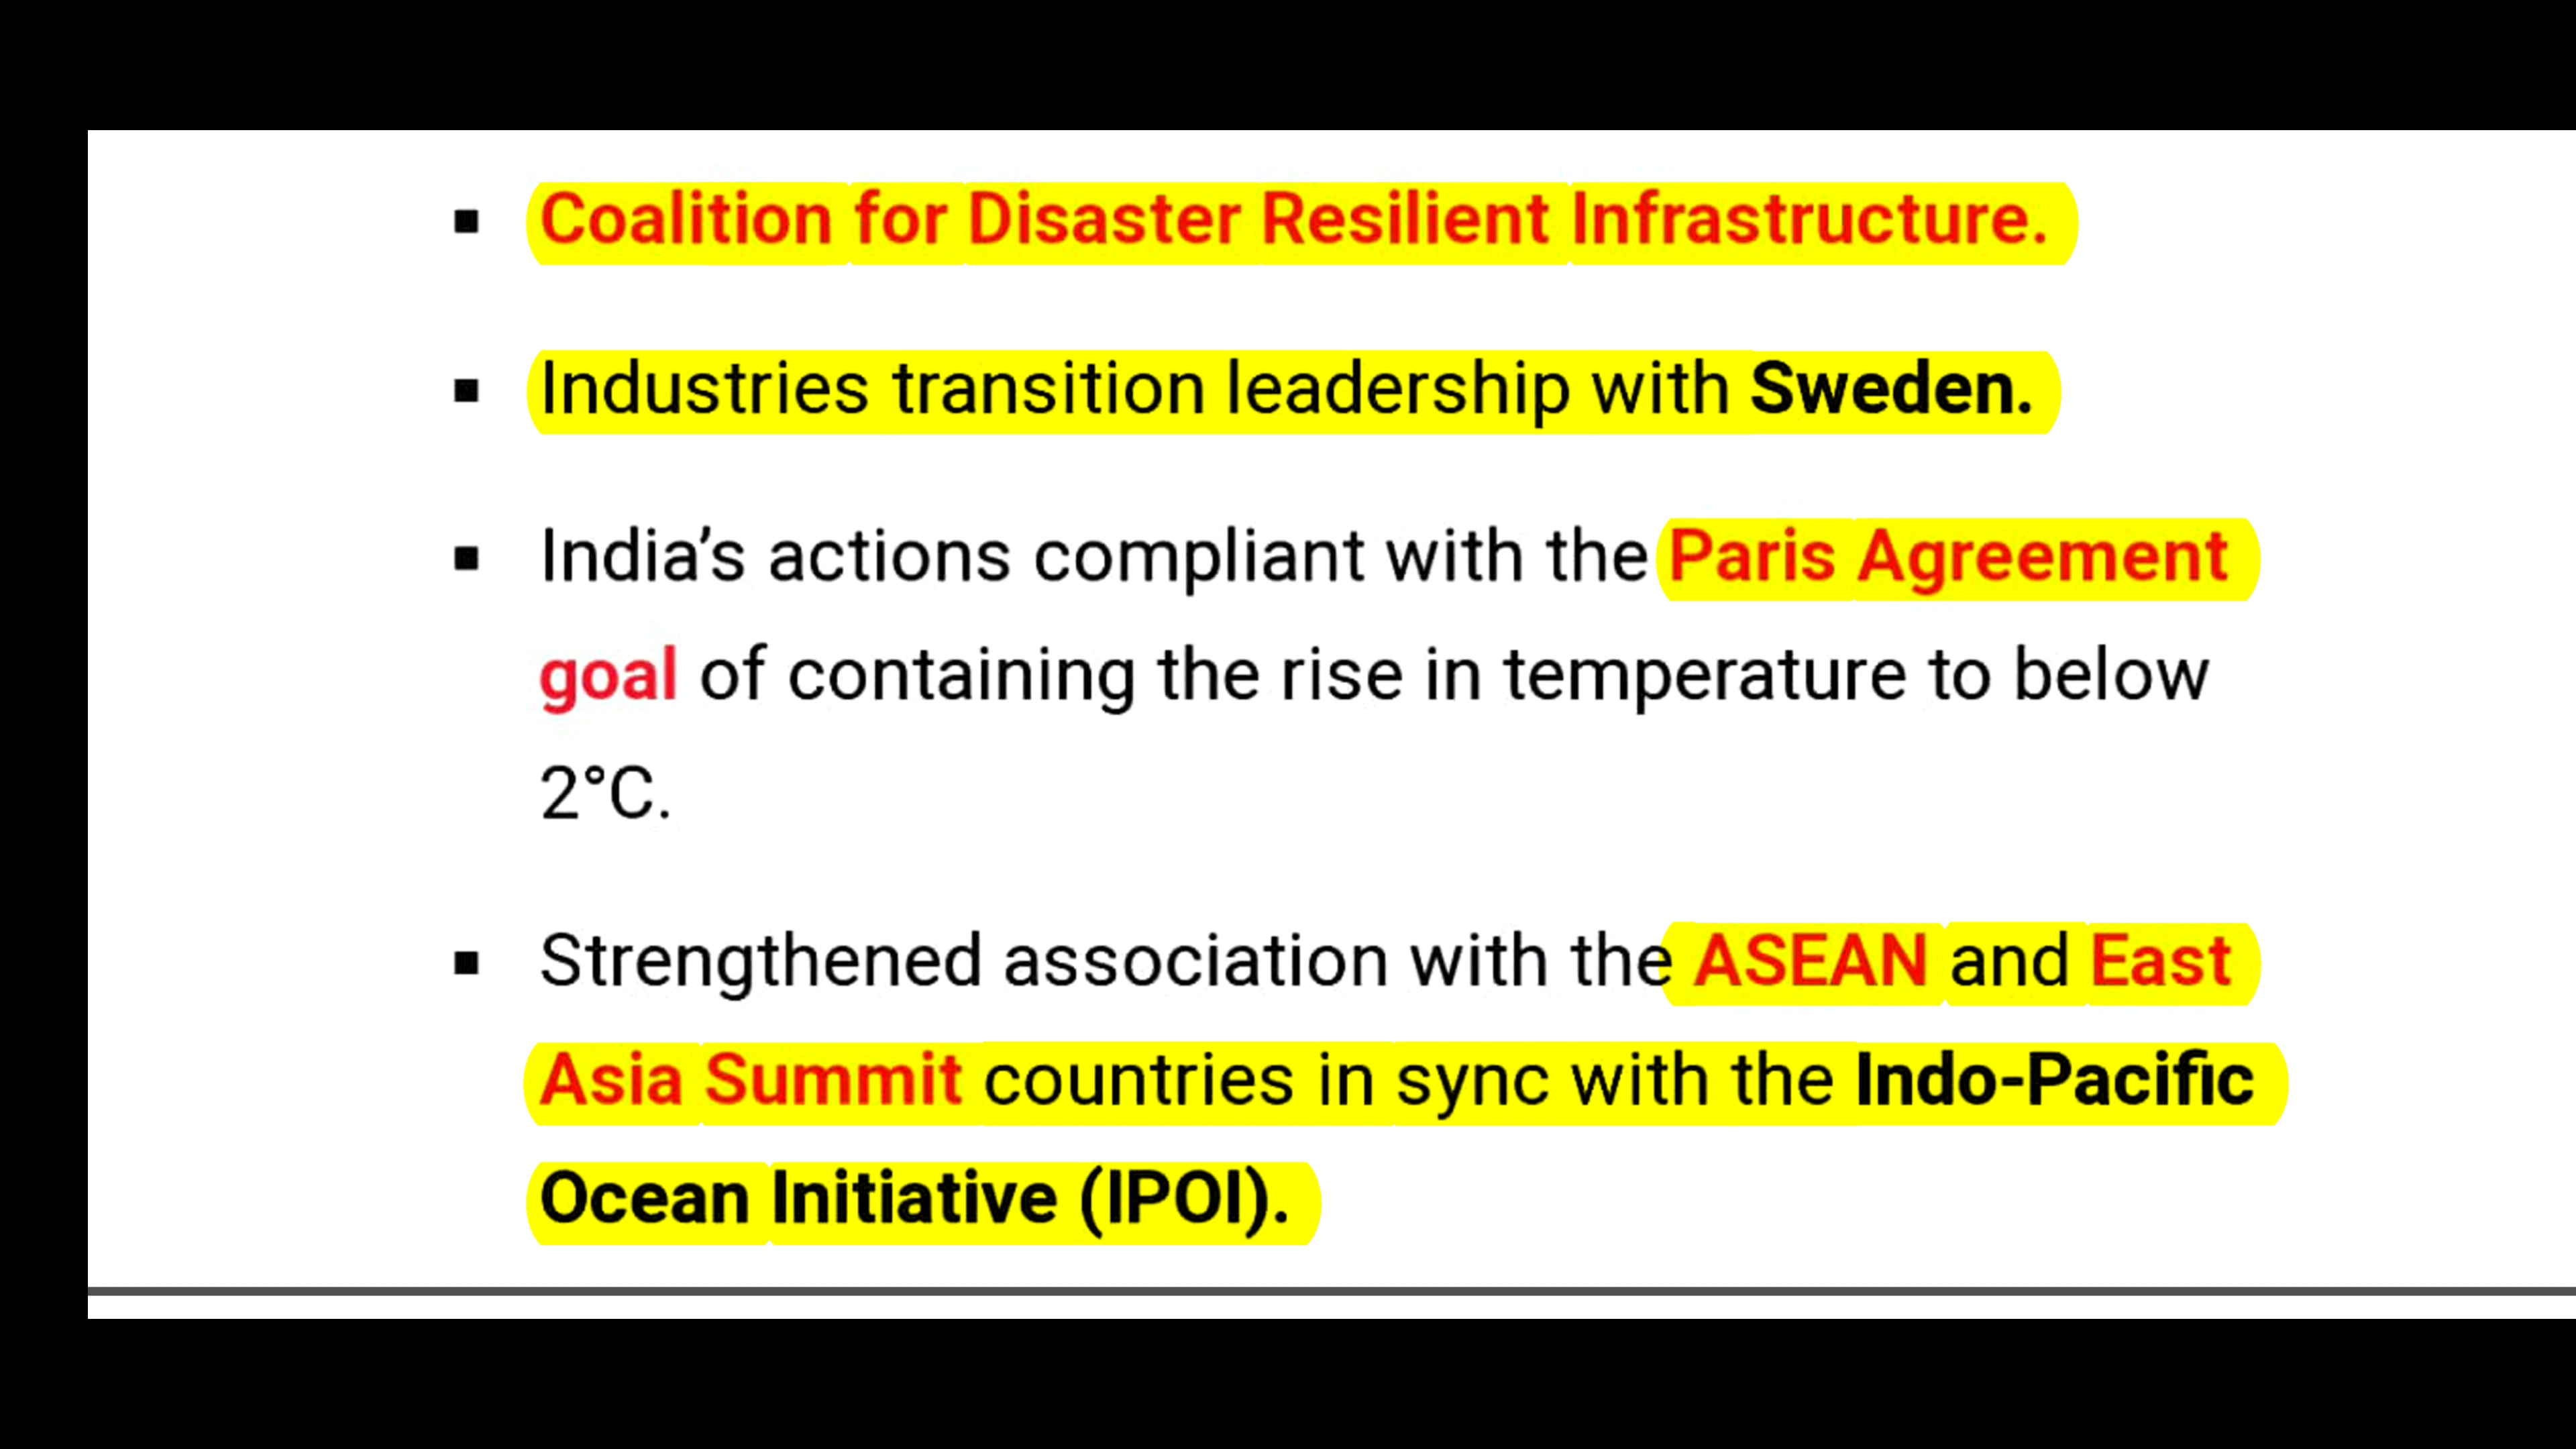 ▪ Coalition for Disaster Resilient Infrastructure.
▪ Industries transition leadership with Sweden.
▪ India’s actions compliant with the Paris Agreement
goal of containing the rise in temperature to below
2°C.
▪ Strengthened association with the ASEAN and East
Asia Summit countries in sync with the Indo-Pacific
Ocean Initiative (IPOI).